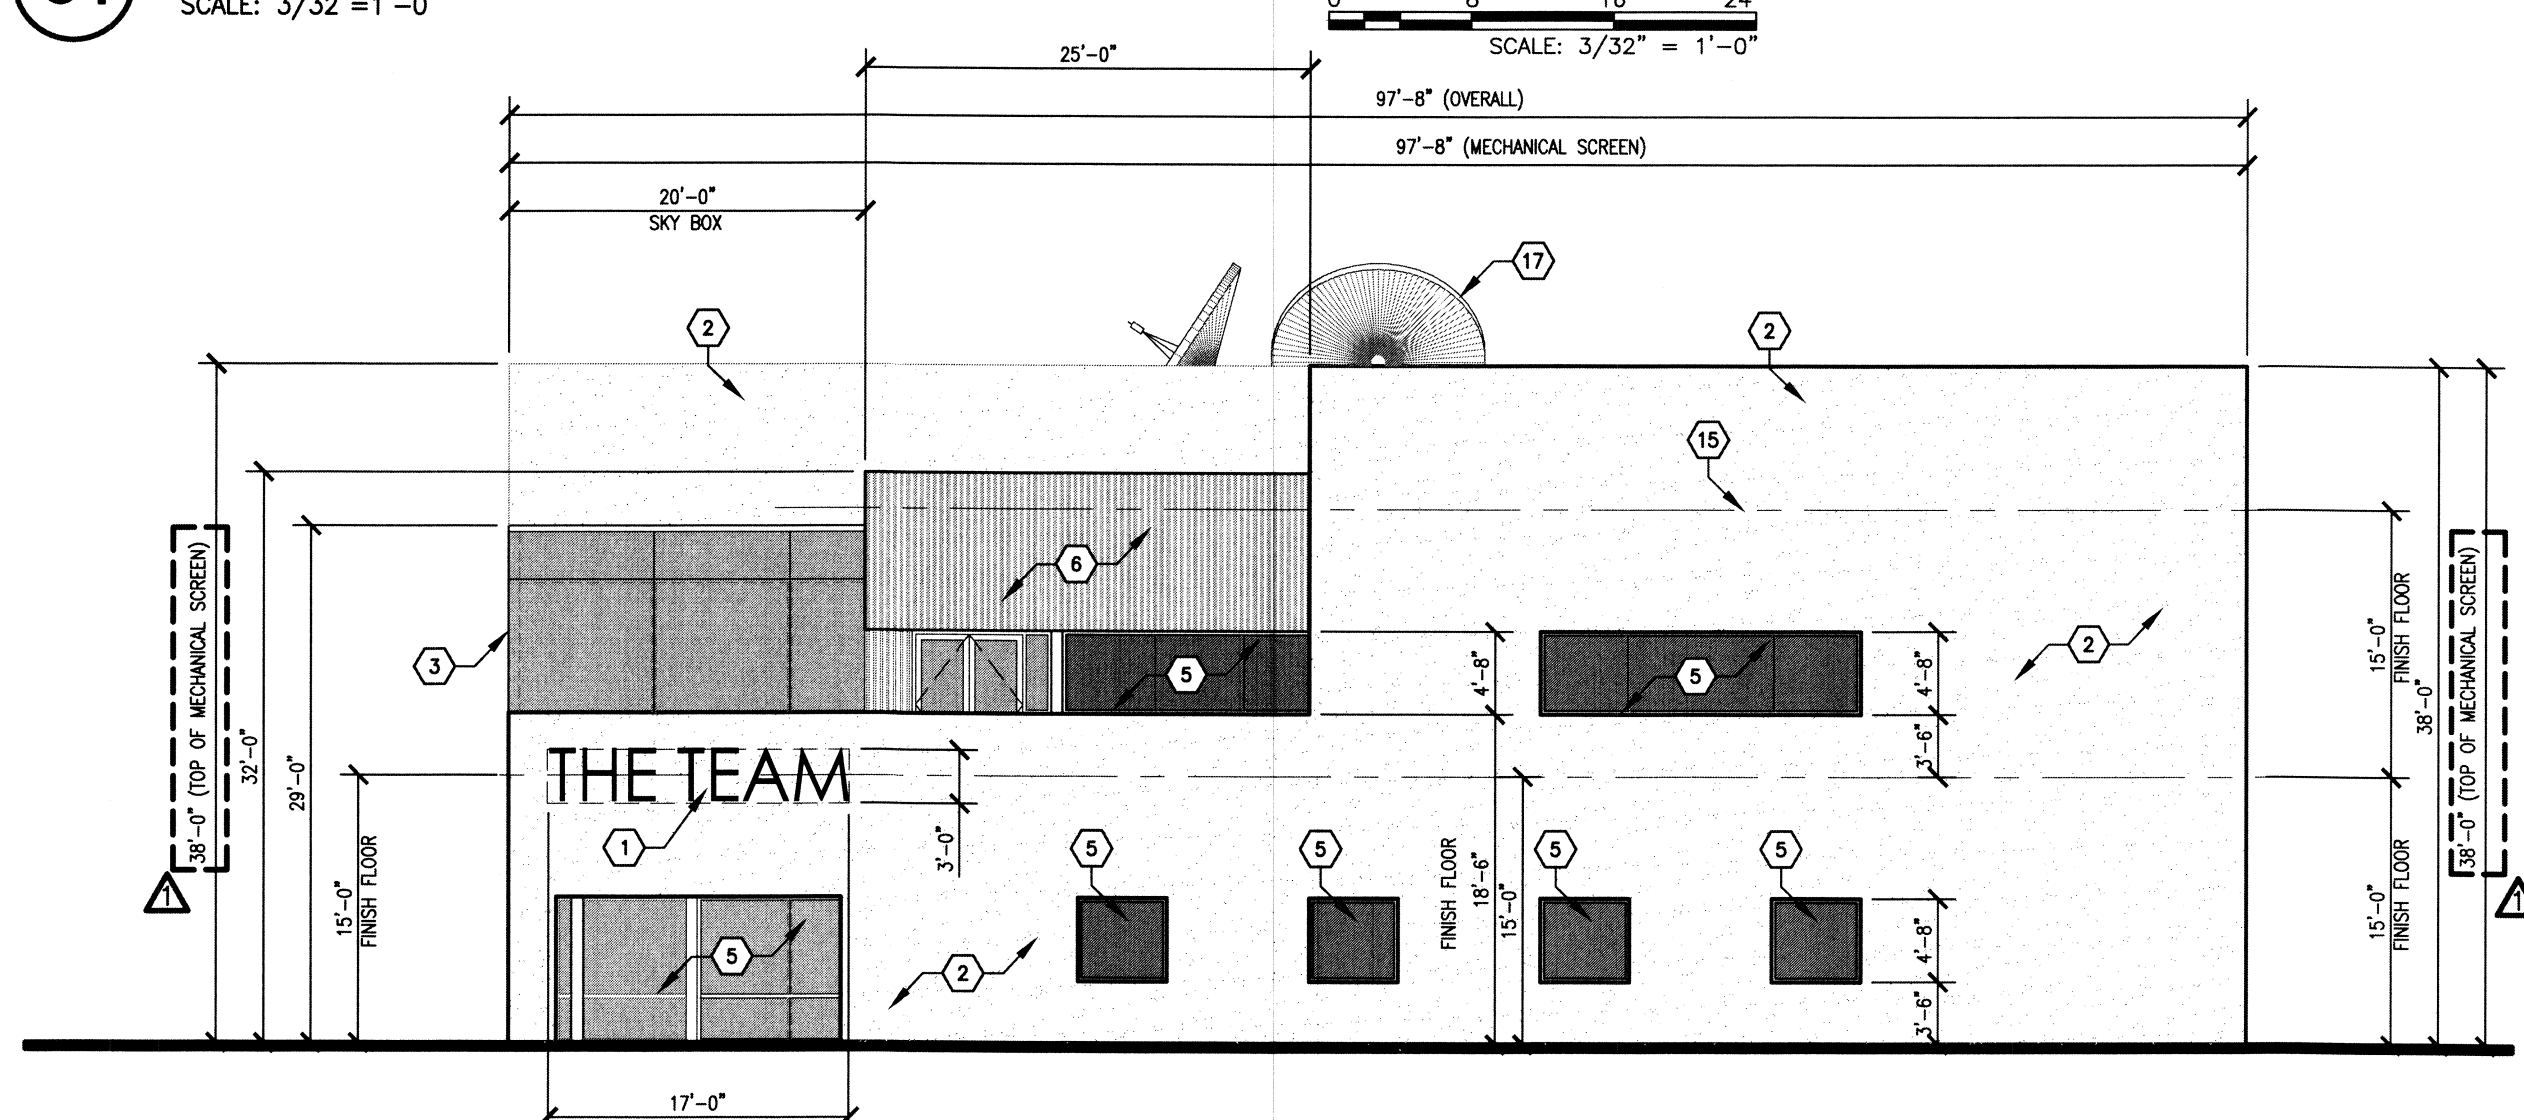 SCALE: 3/32"=1'-0"
0 8 16 24
SCALE: 3/32" = 1'-0"
25'-0"
97'-8" (OVERALL)
97'-8" (MECHANICAL SCREEN)
20'-0"
SKY BOX
17
2
2
15
6
3
5
5
2
38'-0" (TOP OF MECHANICAL SCREEN)
1
32'-0"
29'-0"
15'-0"
FINISH FLOOR
THE TEAM
1
3'-0"
5
2
5
5
5
5
4'-8"
FINISH FLOOR
18'-6"
15'-0"
4'-8"
3'-6"
4'-8"
3'-6"
15'-0"
FINISH FLOOR
15'-0"
FINISH FLOOR
38'-0"
38'-0" (TOP OF MECHANICAL SCREEN)
1
17'-0"